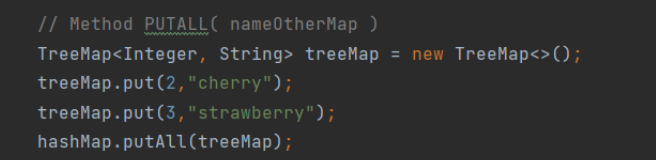 // Method PUTALL( nameOtherMap )
TreeMap<Integer, String> treeMap = new TreeMap<>();
treeMap.put(2,"cherry");
treeMap.put(3,"strawberry");
hashMap.putAll(treeMap);